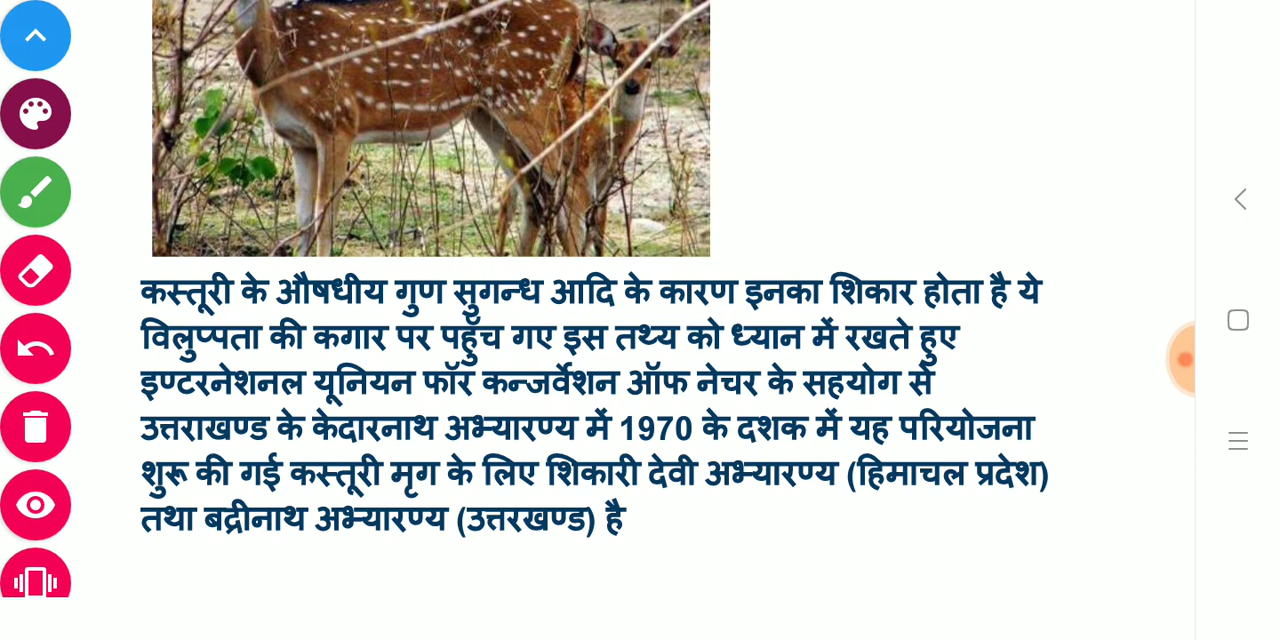 कस्तूरी के औषधीय गुण सुगन्ध आदि के कारण इनका शिकार होता है ये
विलुप्पता की कगार पर पहुँच गए इस तथ्य को ध्यान में रखते हुए
इण्टरनेशनल यूनियन फॉर कन्जर्वेशन ऑफ नेचर के सहयोग से
उत्तराखण्ड के केदारनाथ अभ्यारण्य में 1970 के दशक में यह परियोजना
शुरू की गई कस्तूरी मृग के लिए शिकारी देवी अभ्यारण्य (हिमाचल प्रदेश)
तथा बद्रीनाथ अभ्यारण्य (उत्तरखण्ड) है